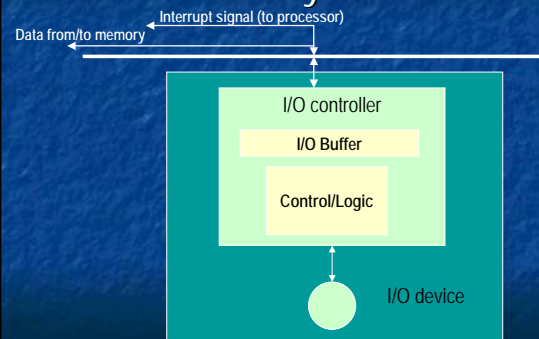 Interrupt signal (to processor)
Data from/to memory
I/O controller
I/O Buffer
Control/Logic
I/O device